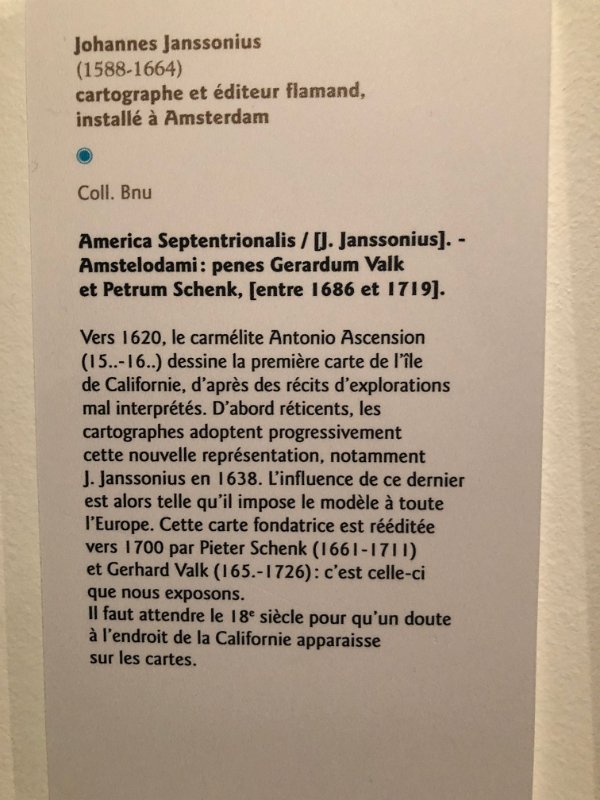 Johannes Janssonius
(1588-1664)
cartographe et éditeur flamand,
installé à Amsterdam
Coll. Bnu
America Septentrionalis / [J. Janssonius]. -
Amstelodami : penes Gerardum Valk
et Petrum Schenk, [entre 1686 et 1719].
Vers 1620, le carmélite Antonio Ascension
(15..-16..) dessine la première carte de l’île
de Californie, d’après des récits d’explorations
mal interprétés. D’abord réticents, les
cartographes adoptent progressivement
cette nouvelle représentation, notamment
J. Janssonius en 1638. L’influence de ce dernier
est alors telle qu’il impose le modèle à toute
l’Europe. Cette carte fondatrice est rééditée
vers 1700 par Pieter Schenk (1661-1711)
et Gerhard Valk (165.-1726) : c’est celle-ci
que nous exposons.
Il faut attendre le 18e siècle pour qu’un doute
à l’endroit de la Californie apparaisse
sur les cartes.